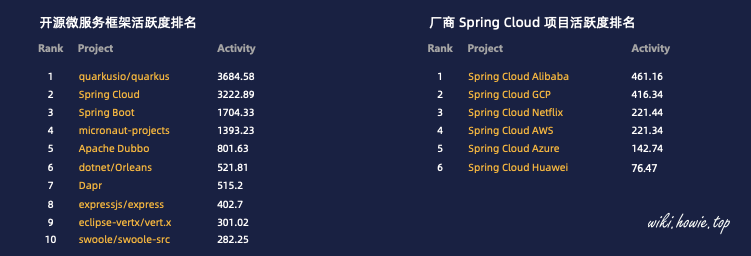 开源微服务框架活跃度排名
Rank Project Activity
1 quarkusio/quarkus 3684.58
2 Spring Cloud 3222.89
3 Spring Boot 1704.33
4 micronaut-projects 1393.23
5 Apache Dubbo 801.63
6 dotnet/Orleans 521.81
7 Dapr 515.2
8 expressjs/express 402.7
9 eclipse-vertx/vert.x 301.02
10 swoole/swoole-src 282.25
厂商 Spring Cloud 项目活跃度排名
Rank Project Activity
1 Spring Cloud Alibaba 461.16
2 Spring Cloud GCP 416.34
3 Spring Cloud Netflix 221.44
4 Spring Cloud AWS 221.34
5 Spring Cloud Azure 142.74
6 Spring Cloud Huawei 76.47
wiki.howie.top